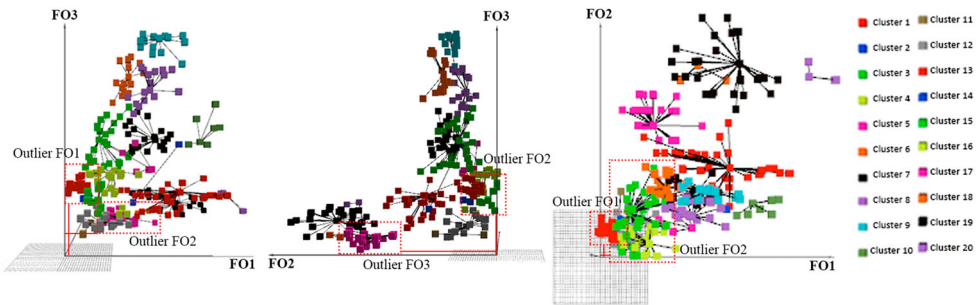 FO3
Outlier FO1
Outlier FO2
FO1
FO3
Outlier FO2
FO2
Outlier FO3
FO2
Outlier FO1
Outlier FO2
FO1
Cluster 1
Cluster 2
Cluster 3
Cluster 4
Cluster 5
Cluster 6
Cluster 7
Cluster 8
Cluster 9
Cluster 10
Cluster 11
Cluster 12
Cluster 13
Cluster 14
Cluster 15
Cluster 16
Cluster 17
Cluster 18
Cluster 19
Cluster 20